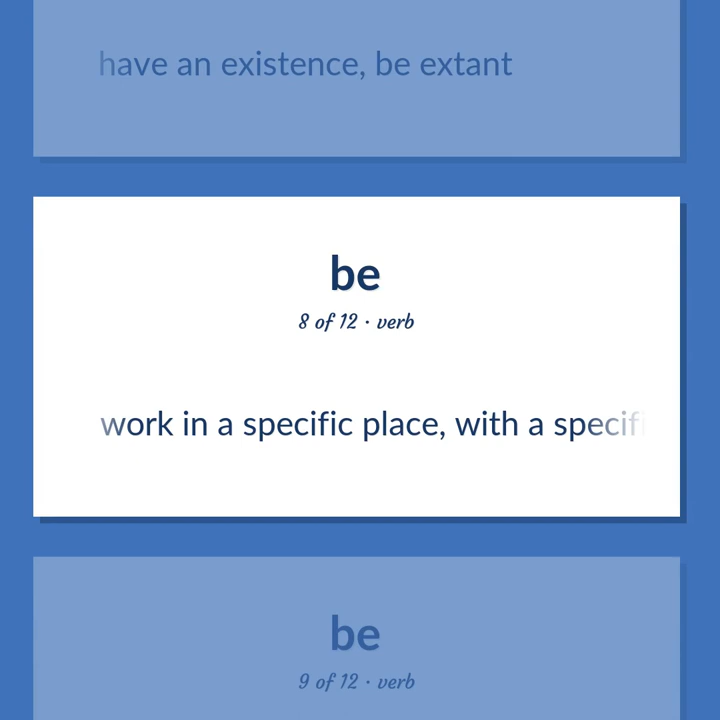 have an existence, be extant
be
8 of 12 · verb
work in a specific place, with a
be
9 of 12 · verb